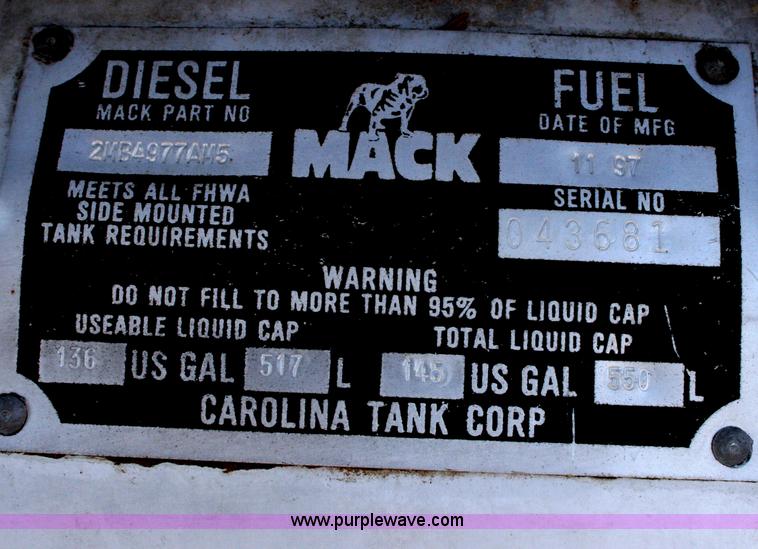 DIESEL
MACK PART NO
2MB4977AM5
MEETS ALL FHWA
SIDE MOUNTED
TANK REQUIREMENTS
MACK
FUEL
DATE OF MFG
11 97
SERIAL NO
043681
WARNING
DO NOT FILL TO MORE THAN 95% OF LIQUID CAP
USEABLE LIQUID CAP TOTAL LIQUID CAP
136 US GAL 517 L 145 US GAL 550 L
CAROLINA TANK CORP
www.purplewave.com